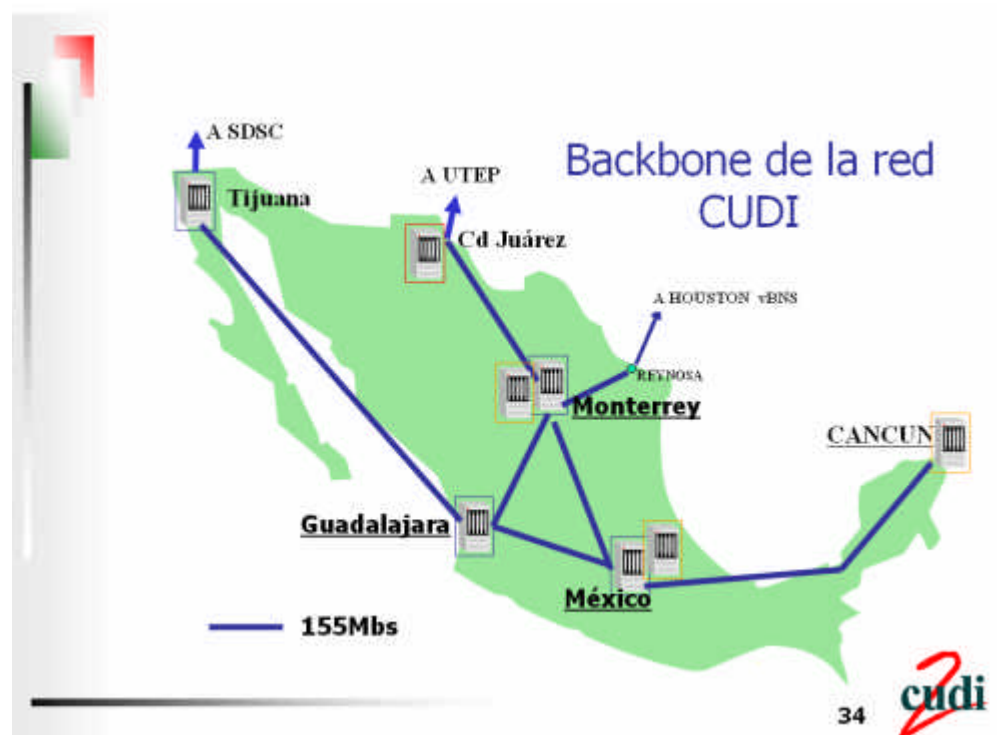 A SDSC
Backbone de la red
CUDI
A UTEP
Tijuana
Cd Juárez
A HOUSTON vBNS
REYNOSA
Monterrey
CANCUN
Guadalajara
México
155Mbs
34
cudi
2